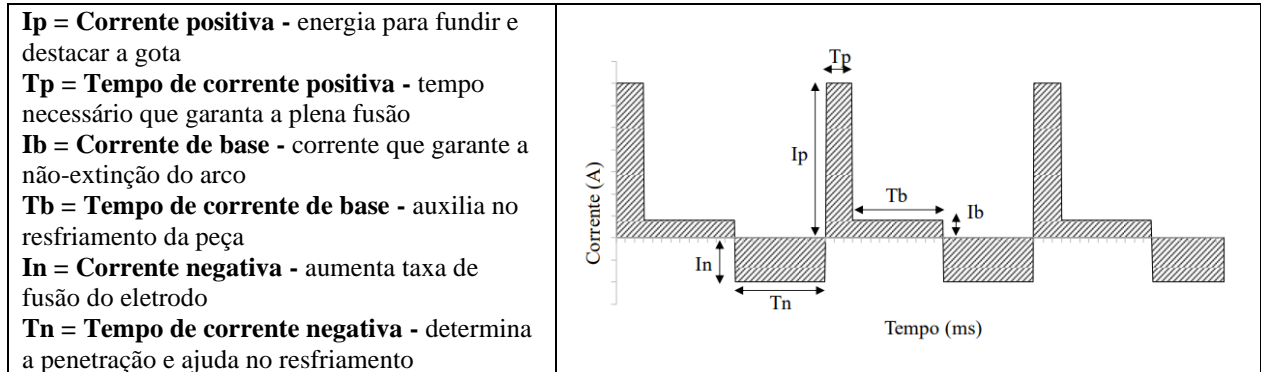 Ip = Corrente positiva - energia para fundir e
destacar a gota
Tp = Tempo de corrente positiva - tempo
necessário que garanta a plena fusão
Ib = Corrente de base - corrente que garante a
não-extinção do arco
Tb = Tempo de corrente de base - auxilia no
resfriamento da peça
In = Corrente negativa - aumenta taxa de
fusão do eletrodo
Tn = Tempo de corrente negativa - determina
a penetração e ajuda no resfriamento
Tp
Ip
Tb
Ib
Corrente (A)
In
Tn
Tempo (ms)